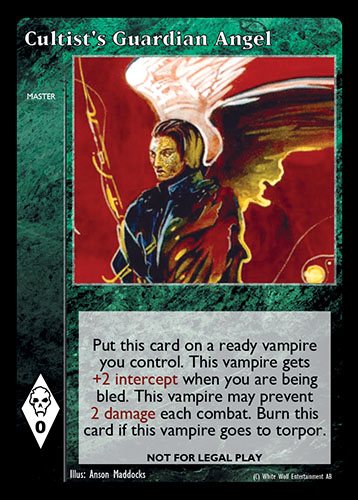 Cultist's Guardian Angel
MASTER
Put this card on a ready vampire
you control. This vampire gets
+2 intercept when you are being
bled. This vampire may prevent
2 damage each combat. Burn this
card if this vampire goes to torpor.
0
NOT FOR LEGAL PLAY
Illus: Anson Maddocks
(C) White Wolf Entertainment AB